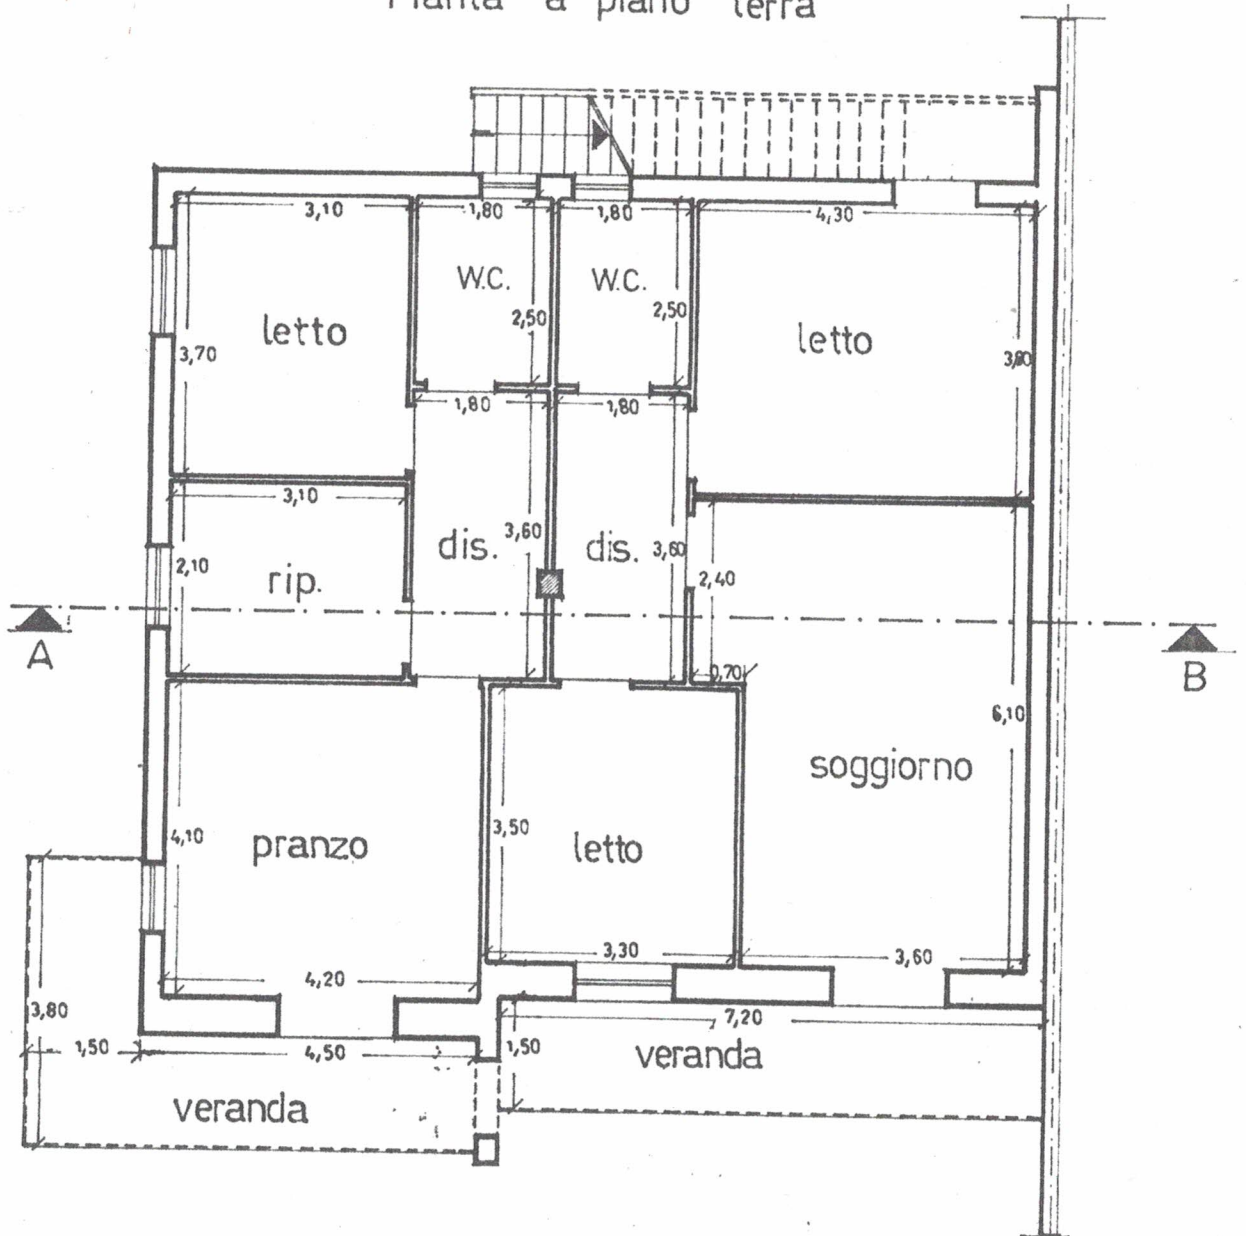 Pianta a piano terra
3,10
1,80
1,80
4,30
W.C.
W.C.
2,50
2,50
letto
letto
3,70
1,80
1,80
3,10
3,60
3,60
dis.
dis.
2,10
rip.
2,40
A
B
0,70
6,10
soggiorno
4,10
pranzo
3,50
letto
3,30
3,60
4,20
3,80
7,20
1,50
4,50
1,50
veranda
veranda